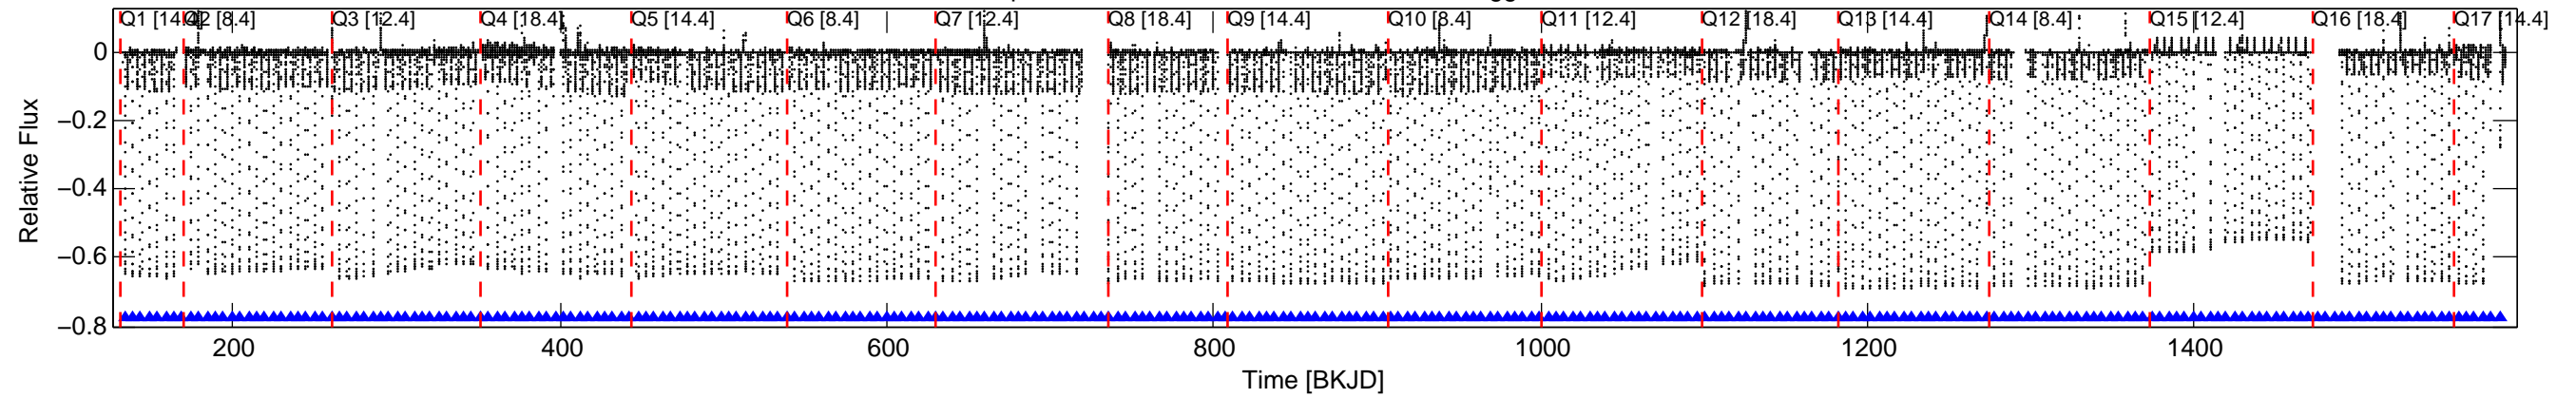 Q1 [14.4] Q2 [8.4] Q3 [12.4] Q4 [18.4] Q5 [14.4] Q6 [8.4] Q7 [12.4] Q8 [18.4] Q9 [14.4] Q10 [8.4] Q11 [12.4] Q12 [18.4] Q13 [14.4] Q14 [8.4] Q15 [12.4] Q16 [18.4] Q17 [14.4]
0
−0.2
−0.4
−0.6
−0.8
Relative Flux
200 400 600 800 1000 1200 1400
Time [BKJD]